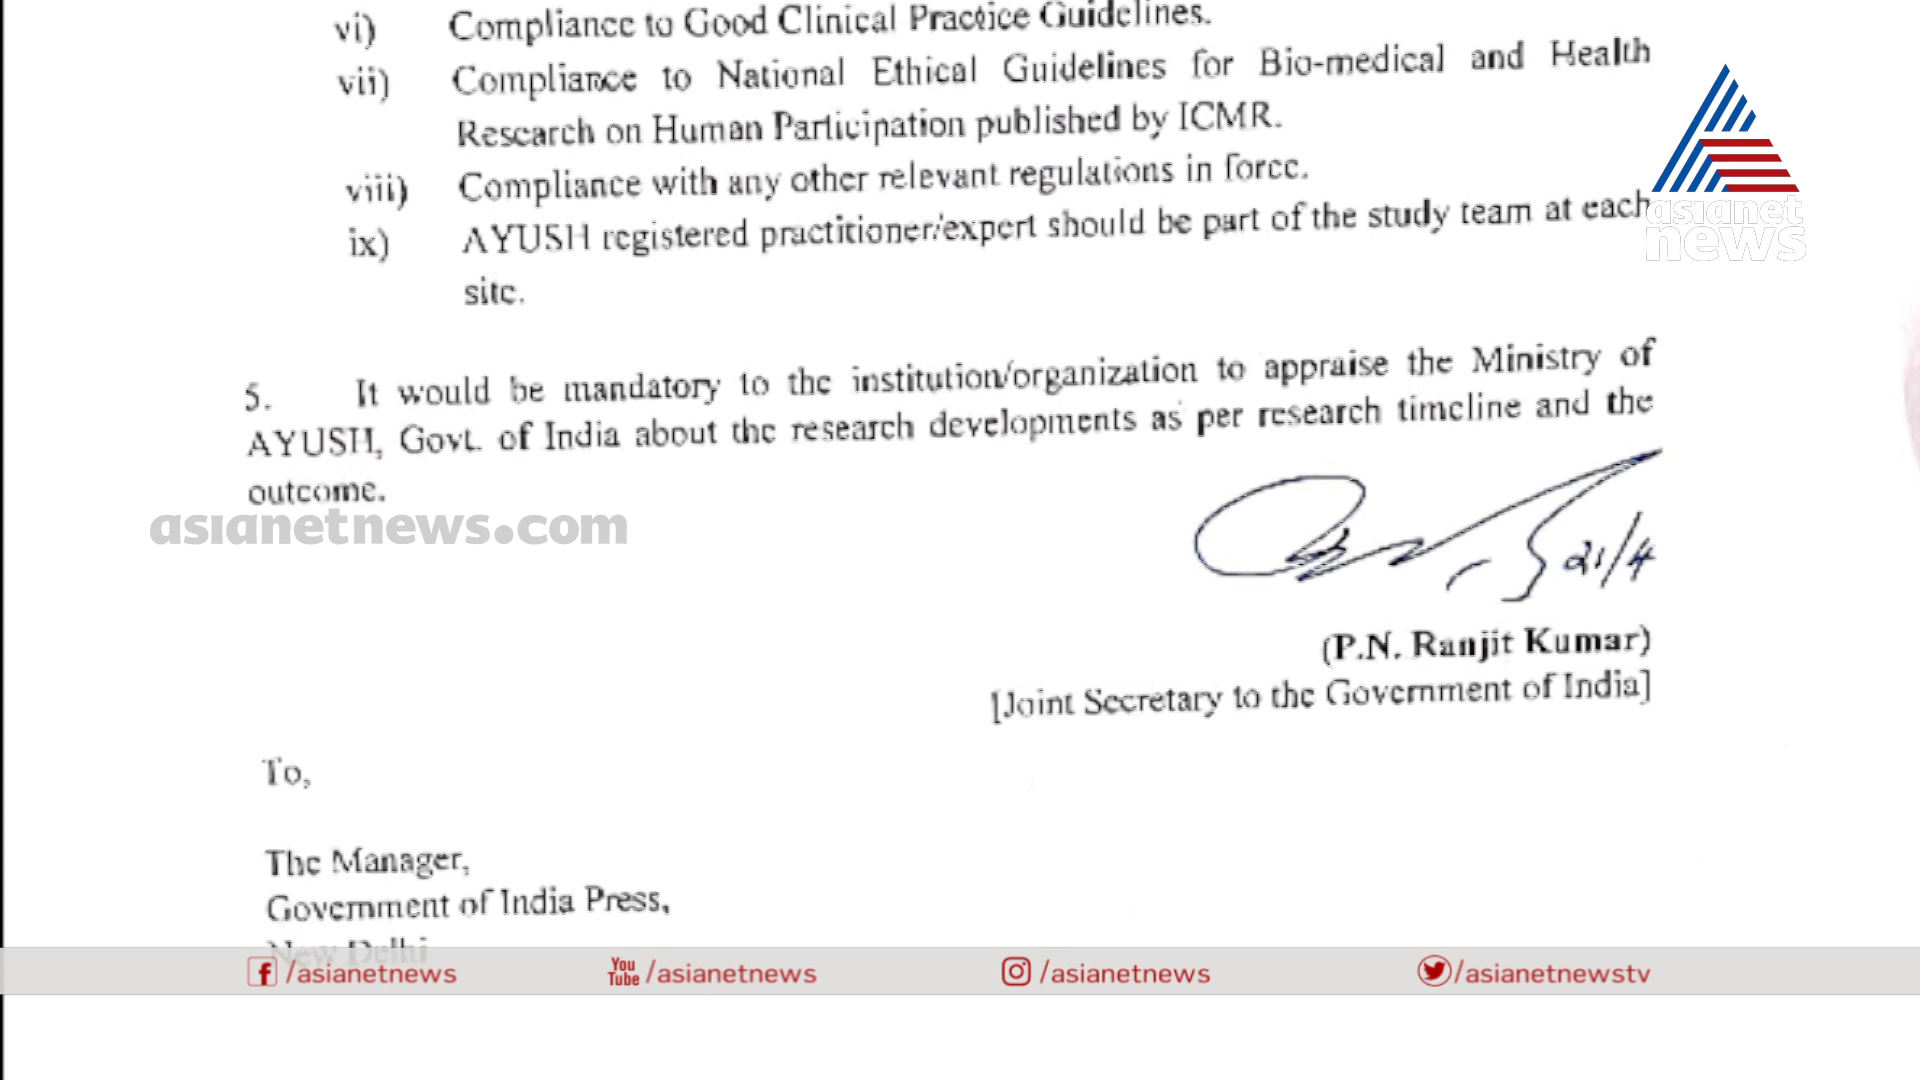 vi) Compliance to Good Clinical Practice Guidelines.
vii) Compliance to National Ethical Guidelines for Bio-medical and Health
Research on Human Participation published by ICMR.
viii) Compliance with any other relevant regulations in force.
ix) AYUSH registered practitioner/expert should be part of the study team at each
site.
asianet
news
5. It would be mandatory to the institution/organization to appraise the Ministry of
AYUSH, Govt. of India about the research developments as per research timeline and the
outcome.
asianetnews.com
21/4
(P.N. Ranjit Kumar)
[Joint Secretary to the Government of India]
To,
The Manager,
Government of India Press,
New Delhi
f /asianetnews You Tube /asianetnews /asianetnews /asianetnewstv